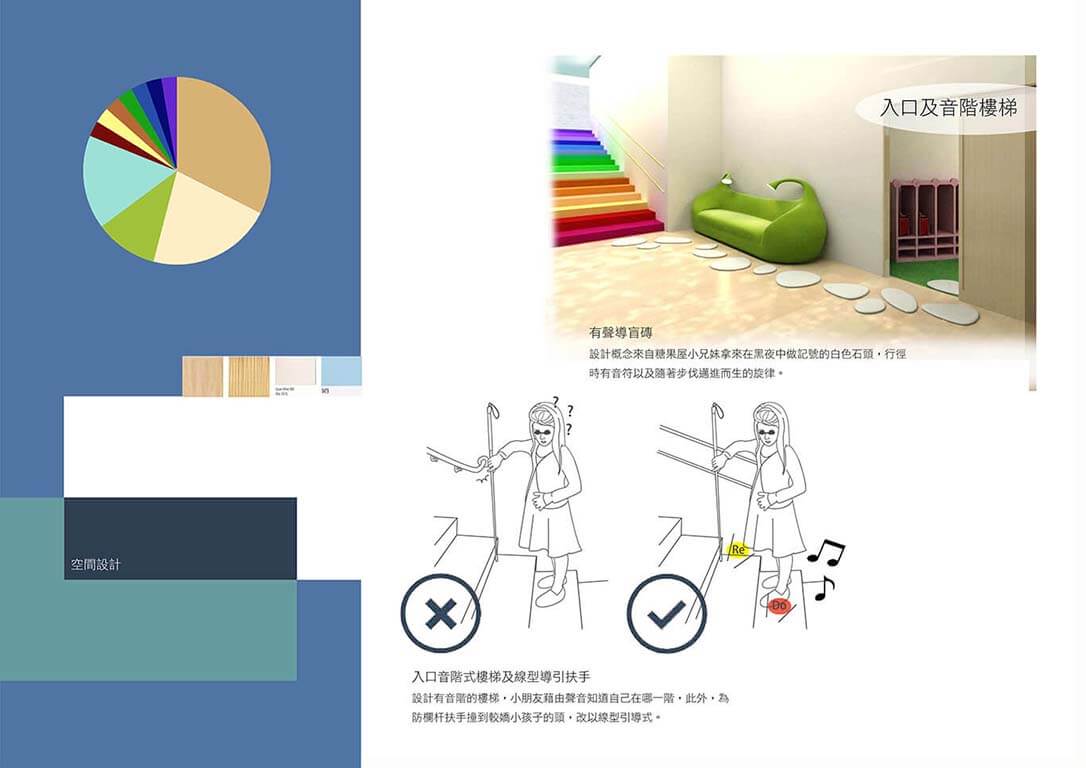 入口及音階樓梯
有聲導盲磚
設計概念來自糖果屋小兄妹拿來在黑夜中做記號的白色石頭，行徑
時有音符以及隨著步伐邁進而生的旋律。
? ? ?
Re
Do
空間設計
入口音階式樓梯及線型導引扶手
設計有音階的樓梯，小朋友藉由聲音知道自己在哪一階，此外，為
防欄杆扶手撞到較嬌小孩子的頭，改以線型引導式。